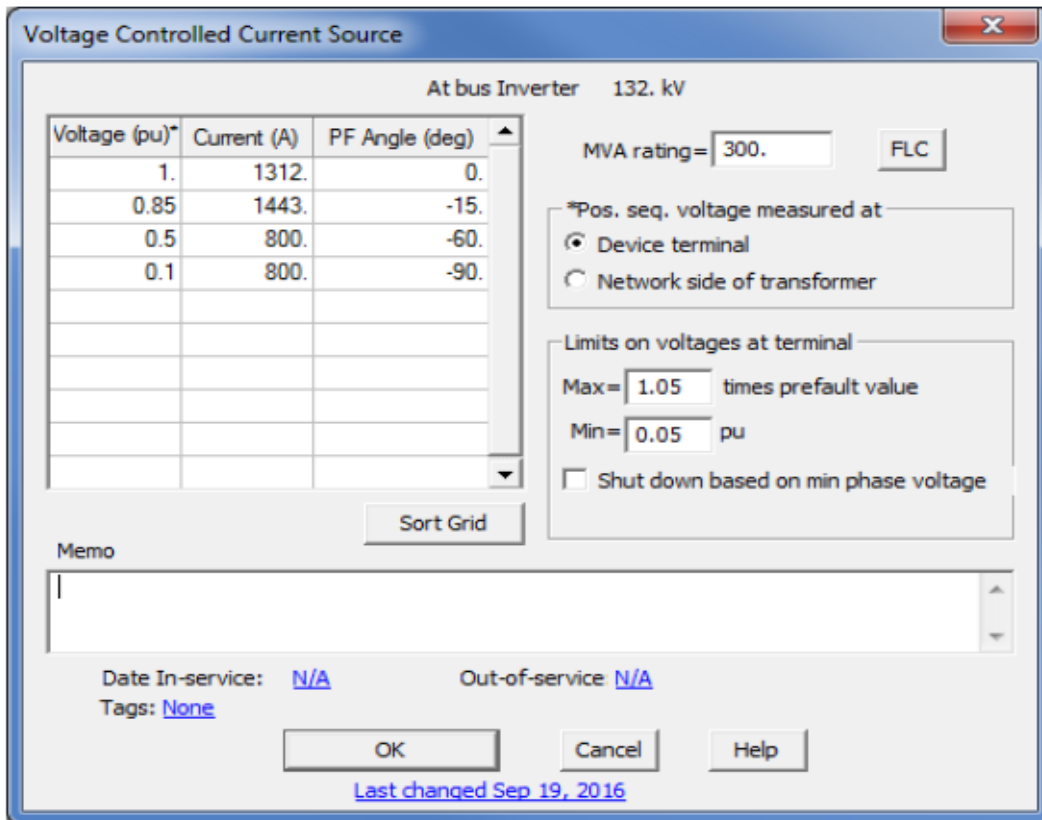 Voltage Controlled Current Source
At bus Inverter 132. kV
Voltage (pu)* Current (A) PF Angle (deg)
1. 1312. 0.
0.85 1443. -15.
0.5 800. -60.
0.1 800. -90.
MVA rating= 300. FLC
*Pos. seq. voltage measured at
Device terminal
Network side of transformer
Limits on voltages at terminal
Max= 1.05 times prefault value
Min= 0.05 pu
Shut down based on min phase voltage
Sort Grid
Memo
Date In-service: N/A Out-of-service N/A
Tags: None
OK Cancel Help
Last changed Sep 19, 2016